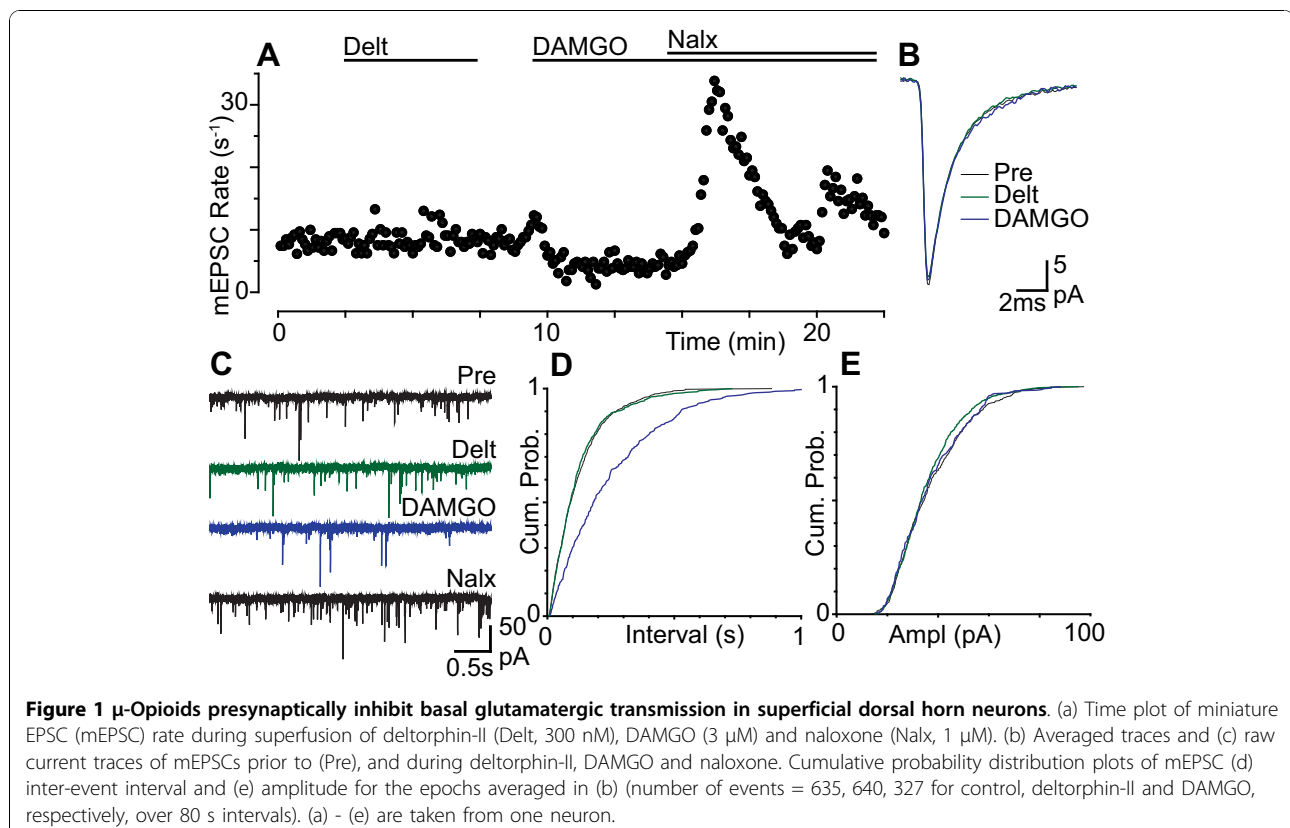 A
Delt
DAMGO
Nalx
B
30
0
mEPSC Rate (s⁻¹)
0
10
20
Time (min)
Pre
Delt
DAMGO
5
pA
2ms
C
Pre
Delt
DAMGO
Nalx
50
pA
0.5s
D
1
Cum. Prob.
0
0
Interval (s)
1
E
1
Cum. Prob.
0
0
Ampl (pA)
100
Figure 1 μ-Opioids presynaptically inhibit basal glutamatergic transmission in superficial dorsal horn neurons. (a) Time plot of miniature
EPSC (mEPSC) rate during superfusion of deltorphin-II (Delt, 300 nM), DAMGO (3 μM) and naloxone (Nalx, 1 μM). (b) Averaged traces and (c) raw
current traces of mEPSCs prior to (Pre), and during deltorphin-II, DAMGO and naloxone. Cumulative probability distribution plots of mEPSC (d)
inter-event interval and (e) amplitude for the epochs averaged in (b) (number of events = 635, 640, 327 for control, deltorphin-II and DAMGO,
respectively, over 80 s intervals). (a) - (e) are taken from one neuron.